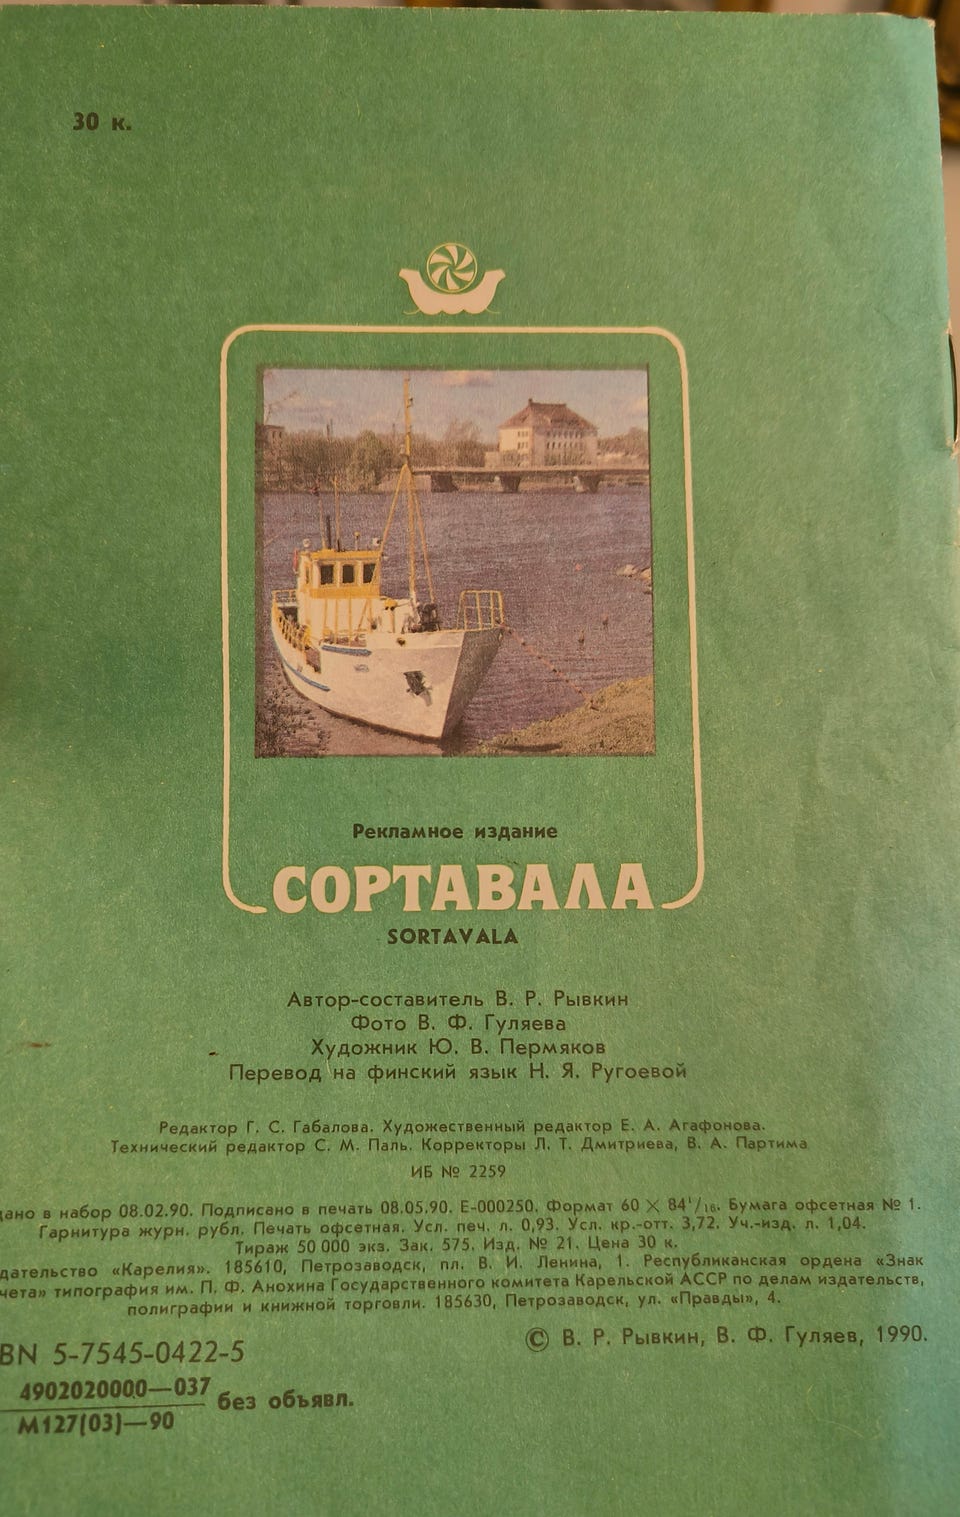 30 к.
Рекламное издание
СОРТАВАЛА
SORTAVALA
Автор-составитель В. Р. Рывкин
Фото В. Ф. Гуляева
Художник Ю. В. Пермяков
Перевод на финский язык Н. Я. Ругоевой
Редактор Г. С. Габалова. Художественный редактор Е. А. Агафонова.
Технический редактор С. М. Паль. Корректоры Л. Т. Дмитриева, В. А. Партима
ИБ № 2259
дано в набор 08.02.90. Подписано в печать 08.05.90. Е-000250. Формат 60 × 84¹/₁₆. Бумага офсетная № 1.
Гарнитура журн. рубл. Печать офсетная. Усл. печ. л. 0,93. Усл. кр.-отт. 3,72. Уч.-изд. л. 1,04.
Тираж 50 000 экз. Зак. 575. Изд. № 21. Цена 30 к.
дательство «Карелия». 185610, Петрозаводск, пл. В. И. Ленина, 1. Республиканская ордена «Знак
чета» типография им. П. Ф. Анохина Государственного комитета Карельской АССР по делам издательств,
полиграфии и книжной торговли. 185630, Петрозаводск, ул. «Правды», 4.
BN 5-7545-0422-5
© В. Р. Рывкин, В. Ф. Гуляев, 1990.
4902020000—037
без объявл.
М127(03)—90